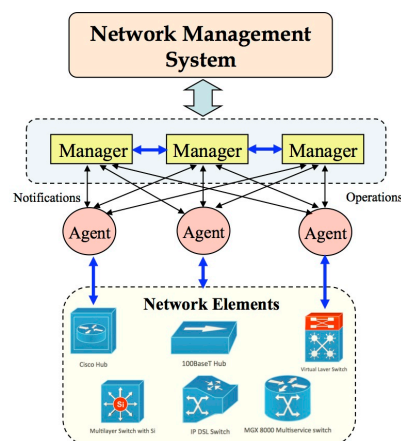 Network Management
System
Manager
Manager
Manager
Notifications
Operations
Agent
Agent
Agent
Network Elements
Cisco Hub
100BaseT Hub
Virtual Layer Switch
Si
Multilayer Switch with Si
IP DSL Switch
MGX 8000 Multiservice switch